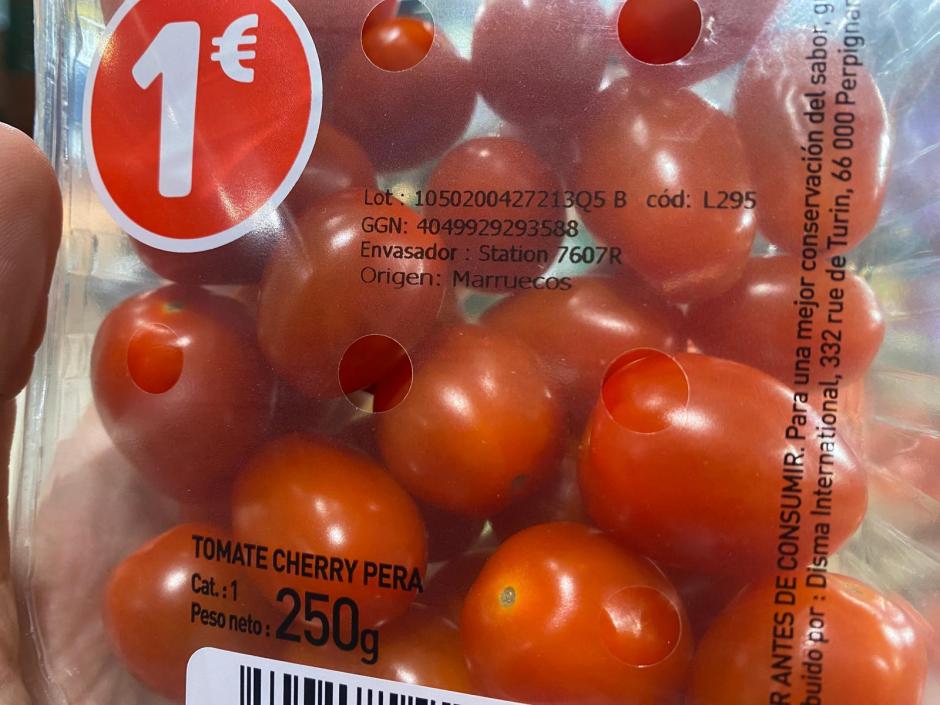 1€
Lot : 1050200427213Q5 B cód: L295
GGN: 4049929293588
Envasador : Station 7607R
Origen: Marruecos
TOMATE CHERRY PERA
Cat. : 1
Peso neto : 250g
ANTES DE CONSUMIR. Para una mejor conservación del sabor,
por : Disma International, 332 rue de Turin, 66 000